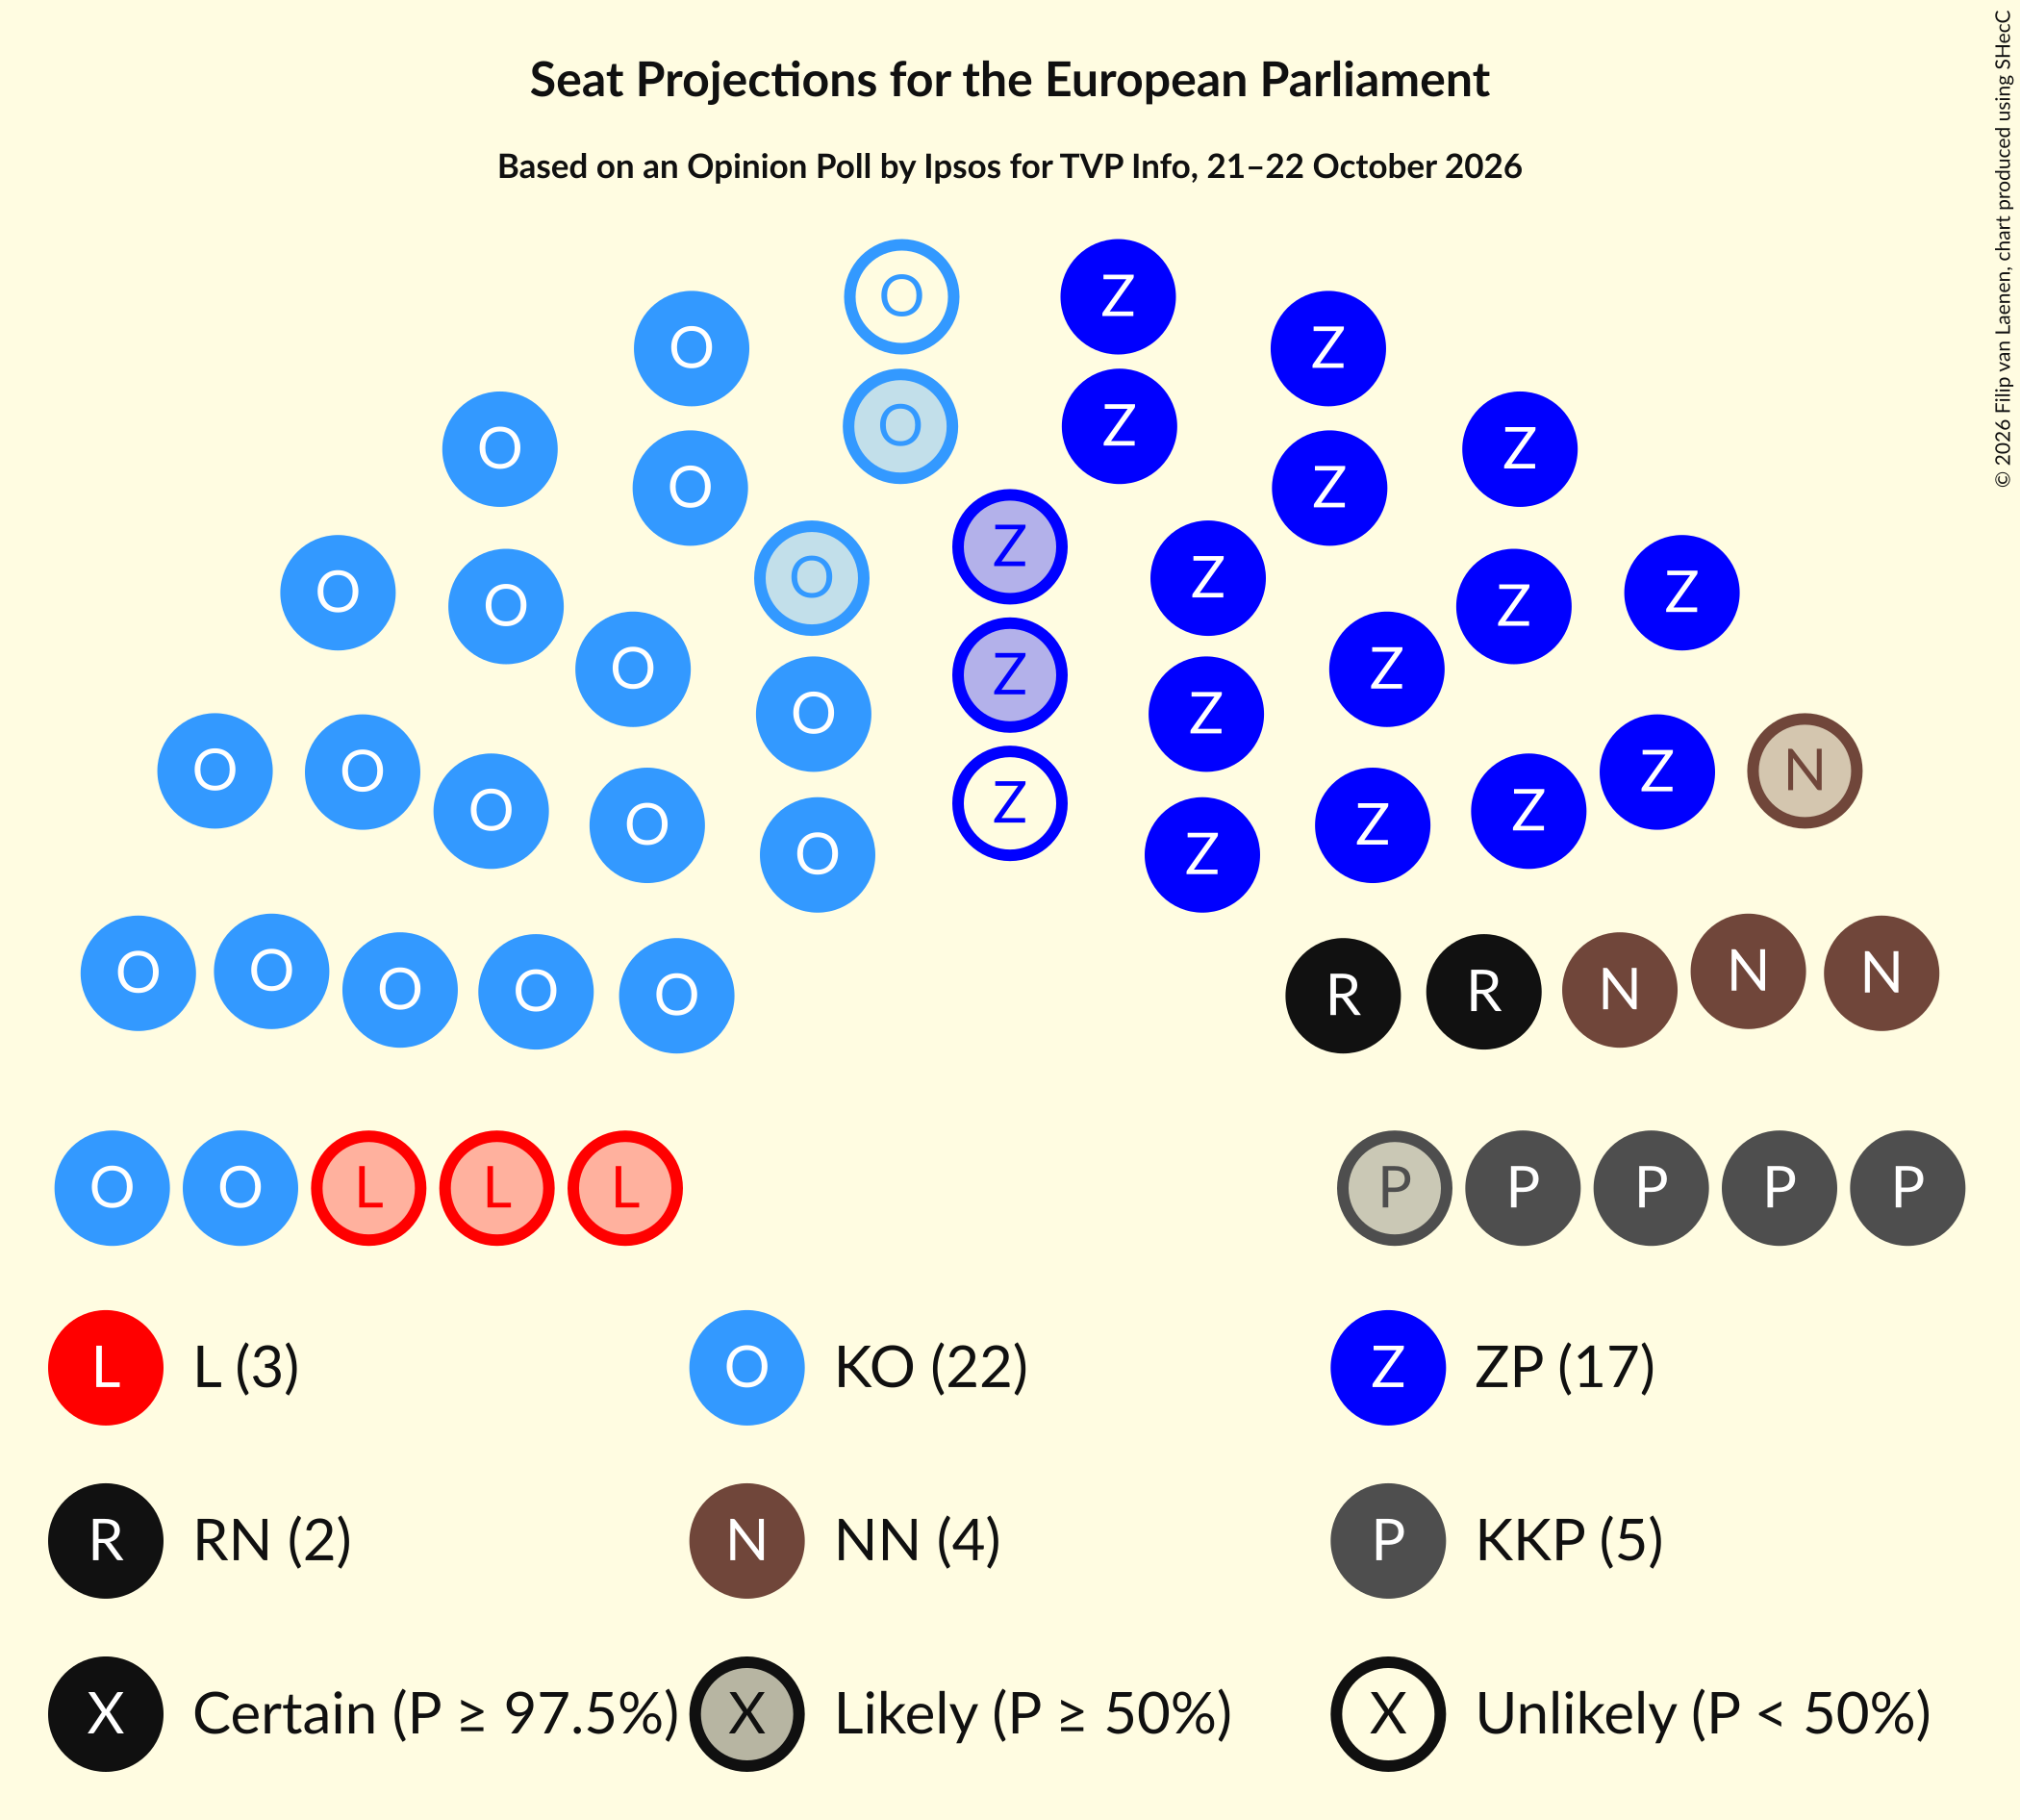 Seat Projections for the European Parliament
Based on an Opinion Poll by Ipsos for TVP Info, 21–22 October 2026
© 2026 Filip van Laenen, chart produced using SHecC
O Z
O Z
O Z
O Z
O Z
O Z
Z
O Z
O O Z Z
O Z
Z
O Z
O Z
O O Z N
O O Z Z
Z
O Z
O O O O O R R N N N
O O L L L P P P P P
L L (3) O KO (22) Z ZP (17)
R RN (2) N NN (4) P KKP (5)
X Certain (P ≥ 97.5%) X Likely (P ≥ 50%) X Unlikely (P < 50%)